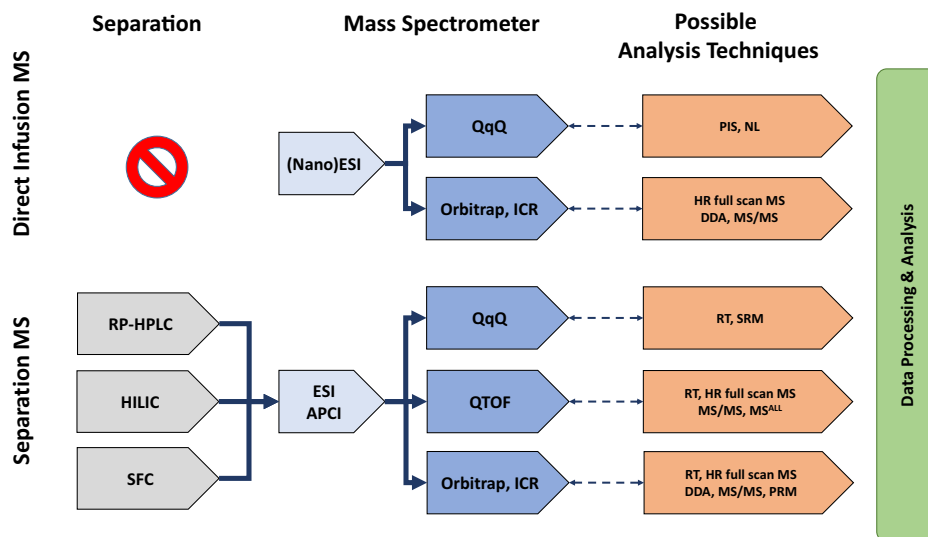 Separation
Mass Spectrometer
Possible
Analysis Techniques
Direct Infusion MS
(Nano)ESI
QqQ
PIS, NL
Orbitrap, ICR
HR full scan MS
DDA, MS/MS
Separation MS
RP-HPLC
HILIC
SFC
ESI
APCI
QqQ
RT, SRM
QTOF
RT, HR full scan MS
MS/MS, MSᴬᴸᴸ
Orbitrap, ICR
RT, HR full scan MS
DDA, MS/MS, PRM
Data Processing & Analysis